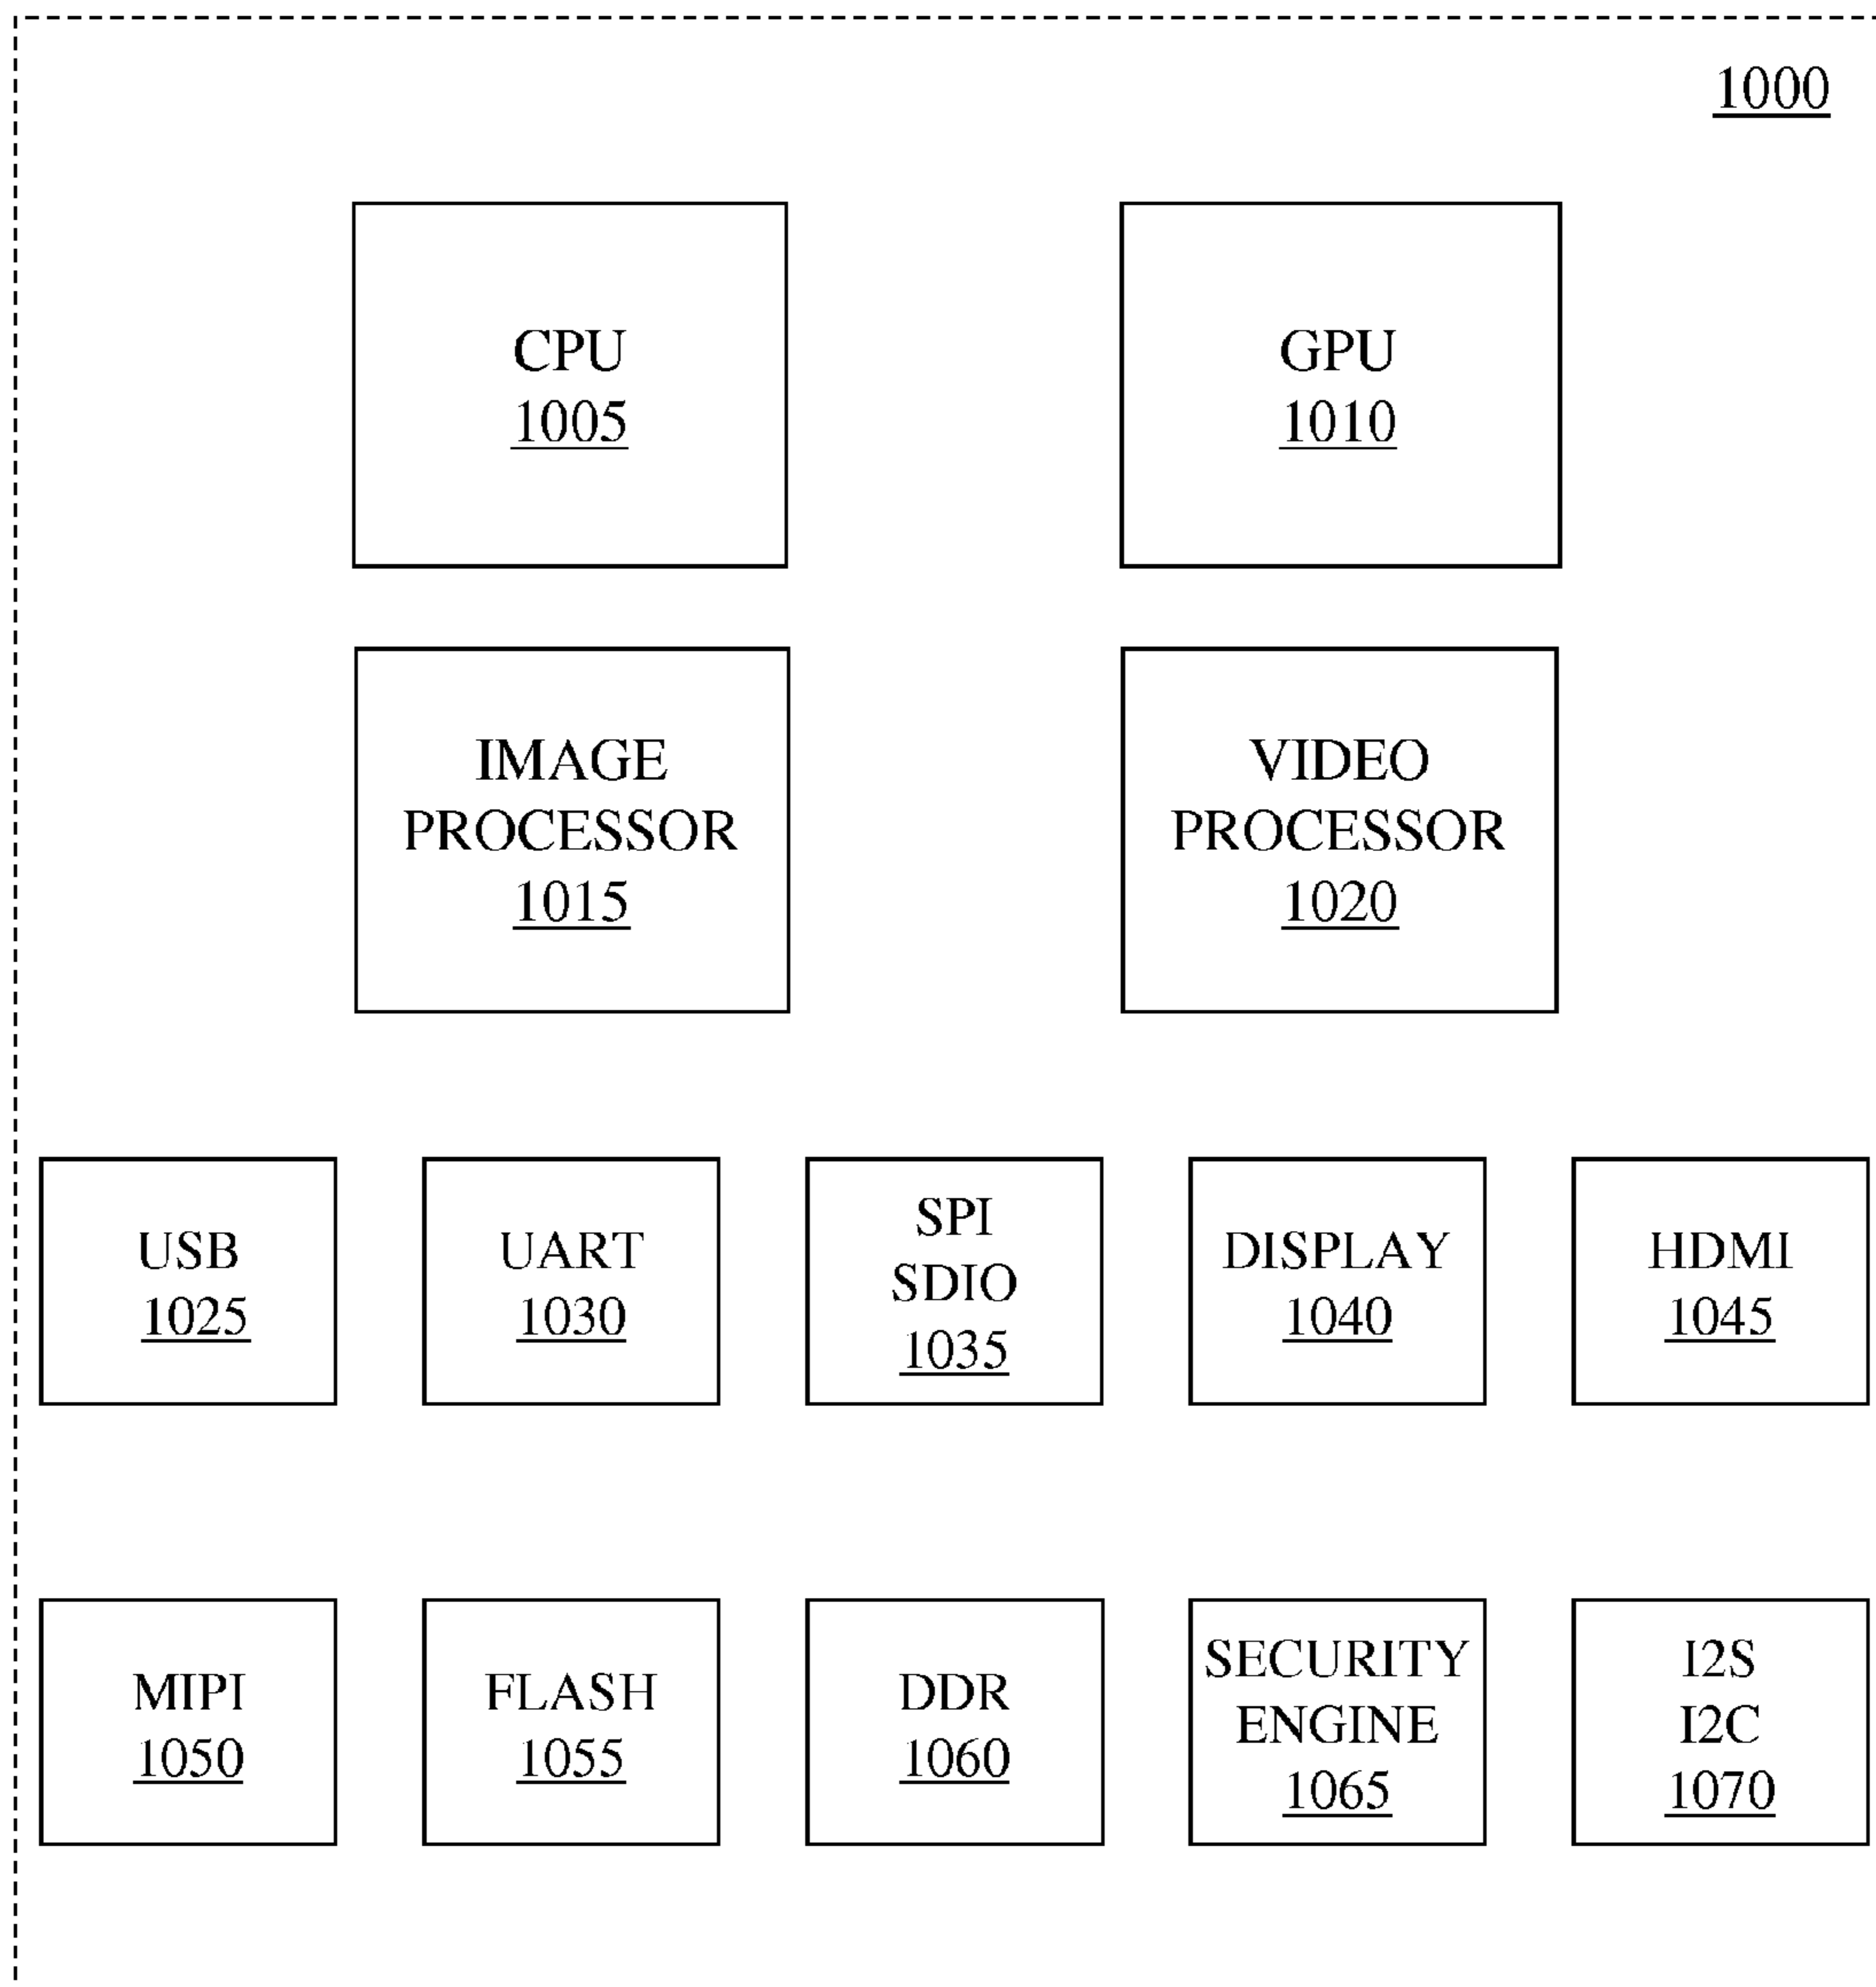 1000
CPU
1005
GPU
1010
IMAGE
PROCESSOR
1015
VIDEO
PROCESSOR
1020
USB
1025
UART
1030
SPI
SDIO
1035
DISPLAY
1040
HDMI
1045
MIPI
1050
FLASH
1055
DDR
1060
SECURITY
ENGINE
1065
I2S
I2C
1070